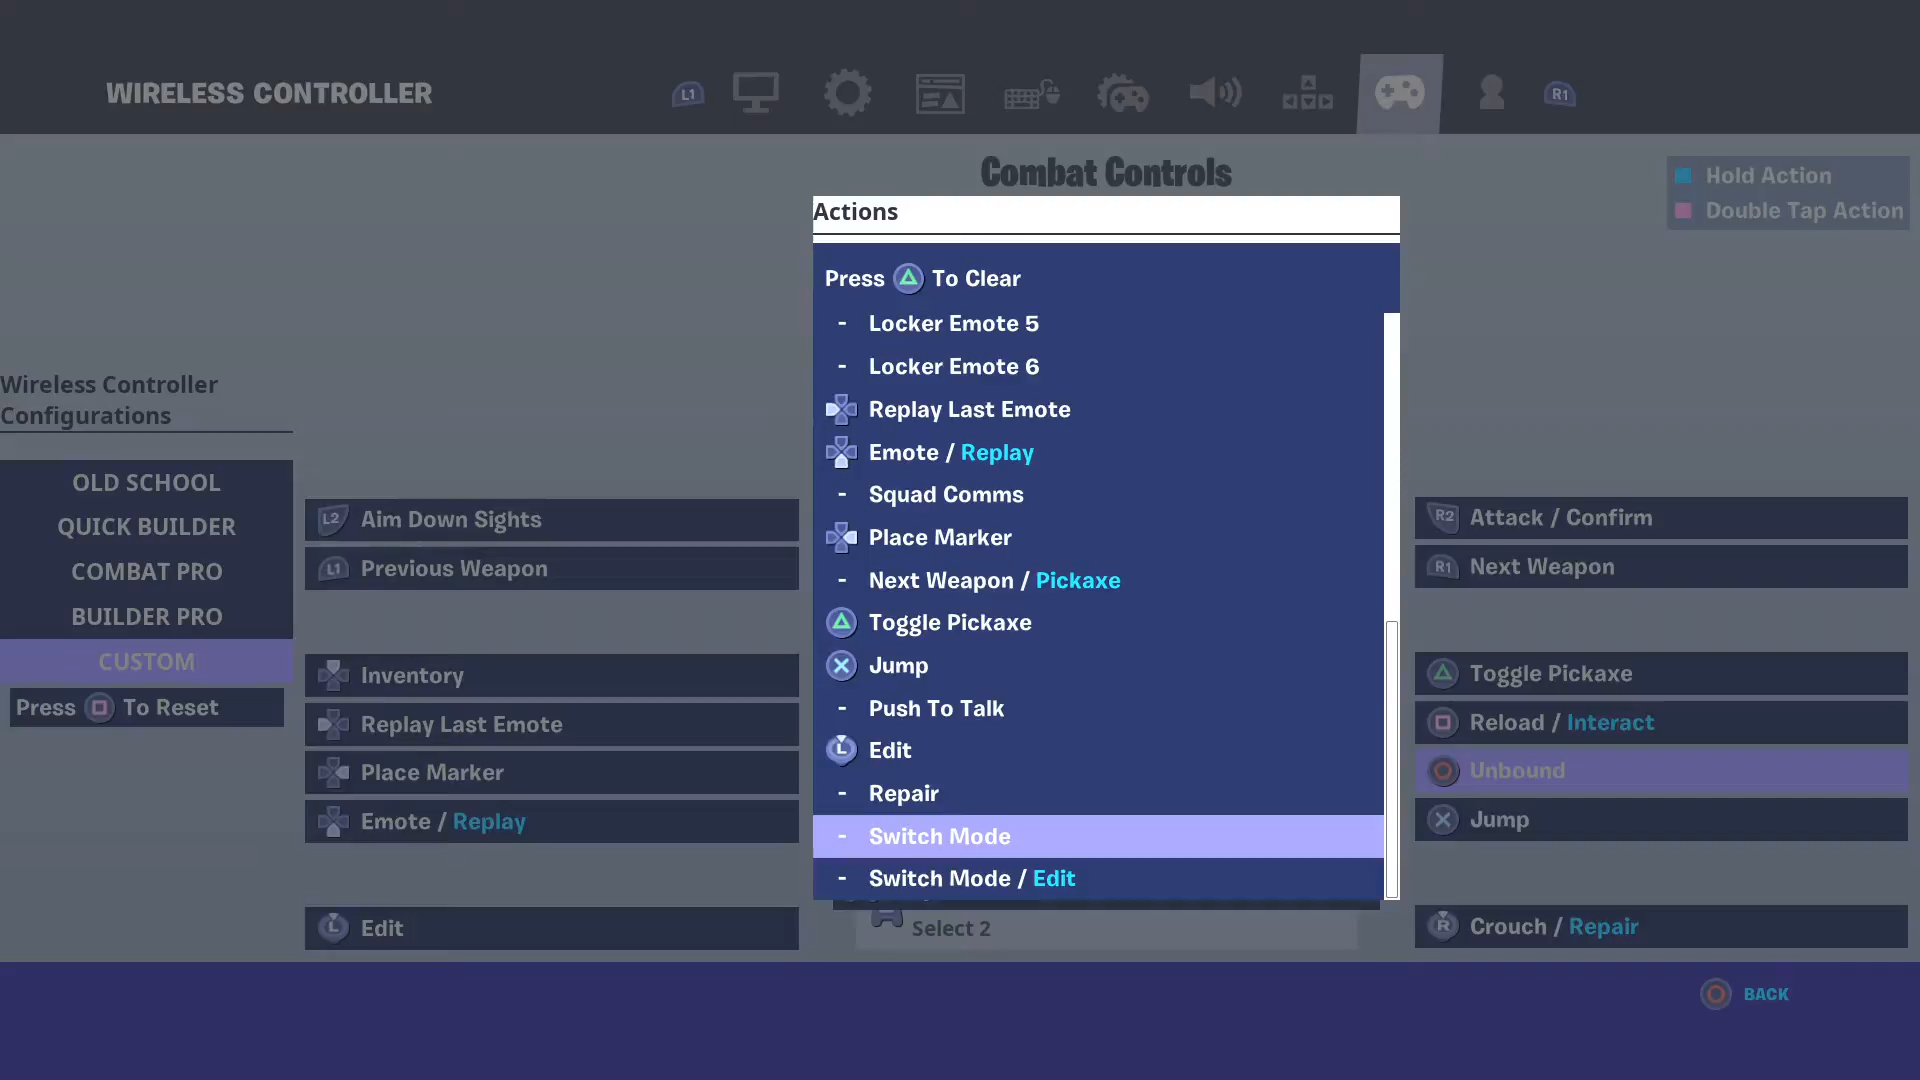 WIRELESS CONTROLLER
L1
R1
Combat Controls
Hold Action
Double Tap Action
Actions
Press To Clear
- Locker Emote 5
- Locker Emote 6
Replay Last Emote
Emote / Replay
- Squad Comms
Place Marker
- Next Weapon / Pickaxe
Toggle Pickaxe
Jump
- Push To Talk
L Edit
- Repair
- Switch Mode
- Switch Mode / Edit
Select 2
Wireless Controller
Configurations
OLD SCHOOL
QUICK BUILDER
COMBAT PRO
BUILDER PRO
CUSTOM
Press To Reset
L2 Aim Down Sights
L1 Previous Weapon
Inventory
Replay Last Emote
Place Marker
Emote / Replay
L Edit
R2 Attack / Confirm
R1 Next Weapon
Toggle Pickaxe
Reload / Interact
Unbound
Jump
R Crouch / Repair
BACK